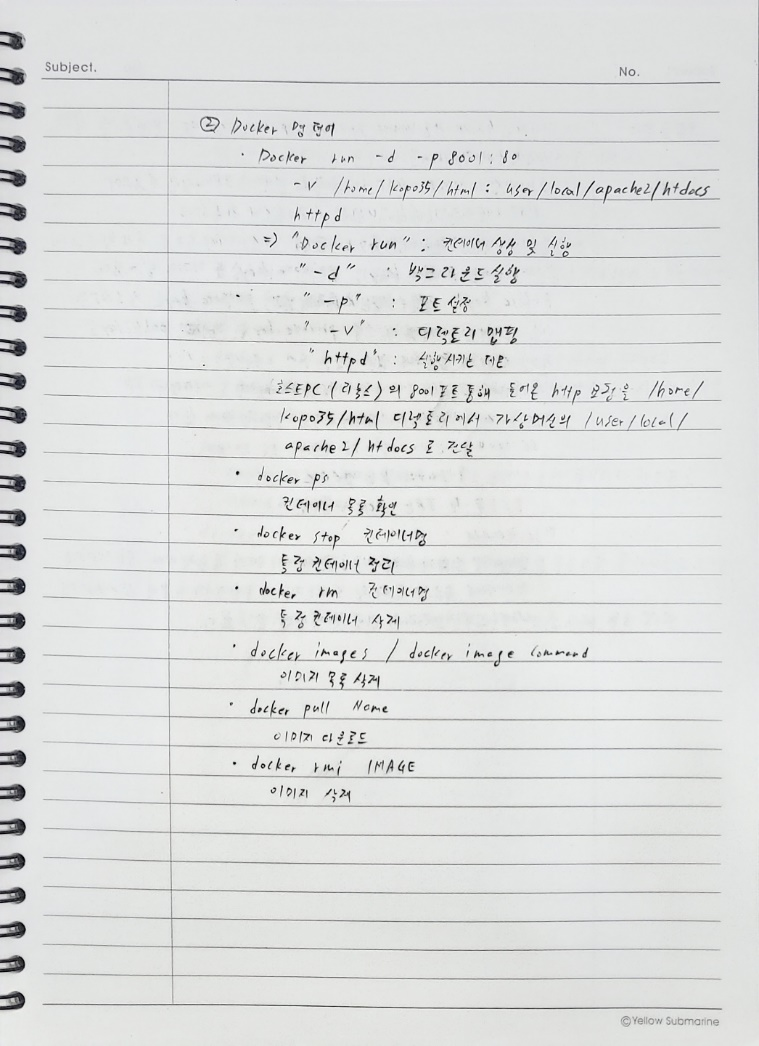 Subject.
No.
② Docker 명령어
· Docker run -d -p 8001:80
-v /home/kopo35/html : user/local/apache2/htdocs
httpd
=) "Docker run" : 컨테이너 생성 및 실행
"-d" : 백그라운드 실행
· "-p" : 포트 설정
"-v" : 디렉토리 맵핑
"httpd" : 실행시키는 데몬
호스트PC (리눅스)의 8001포트 통해 들어온 http 요청을 /home/
kopo35/html 디렉토리에서 가상머신의 /user/local/
apache2/htdocs 로 전달
· docker ps
컨테이너 목록 확인
· docker stop 컨테이너명
특정 컨테이너 정지
· docker rm 컨테이너명
특정 컨테이너 삭제
· docker images / docker image Command
이미지 목록 삭제
· docker pull Name
이미지 다운로드
· docker rmi IMAGE
이미지 삭제
©Yellow Submarine